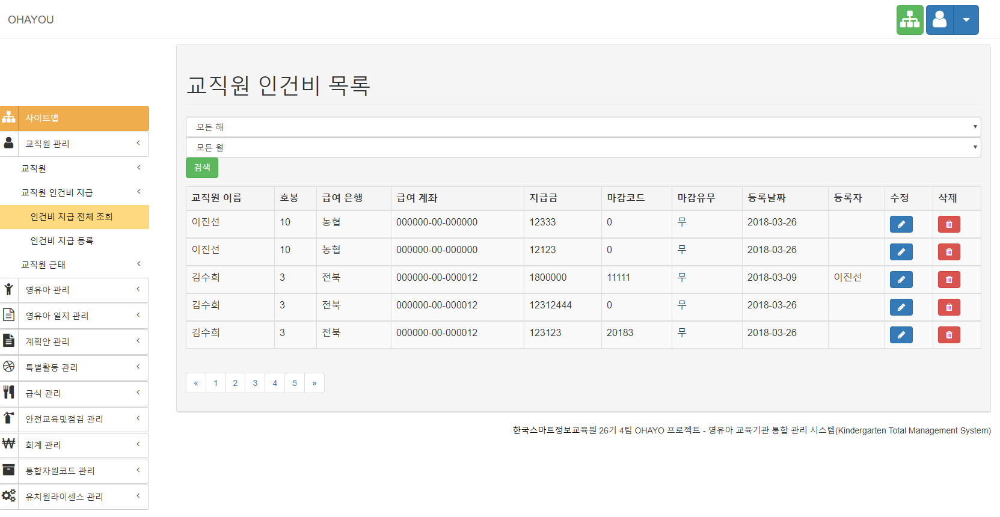 OHAYOU
사이트맵
교직원 관리
교직원
교직원 인건비 지급
인건비 지급 전체 조회
인건비 지급 등록
교직원 근태
영유아 관리
영유아 일지 관리
계획안 관리
특별활동 관리
급식 관리
안전교육및점검 관리
회계 관리
통합자원코드 관리
유치원라이센스 관리
교직원 인건비 목록
모든 해
모든 월
검색
교직원 이름 호봉 급여 은행 급여 계좌 지급금 마감코드 마감유무 등록날짜 등록자 수정 삭제
이진선 10 농협 000000-00-000000 12333 0 무 2018-03-26
이진선 10 농협 000000-00-000000 12123 0 무 2018-03-26
김수희 3 전북 000000-00-000012 1800000 11111 무 2018-03-09 이진선
김수희 3 전북 000000-00-000012 12312444 0 무 2018-03-26
김수희 3 전북 000000-00-000012 123123 20183 무 2018-03-26
« 1 2 3 4 5 »
한국스마트정보교육원 26기 4팀 OHAYO 프로젝트 - 영유아 교육기관 통합 관리 시스템(Kindergarten Total Management System)